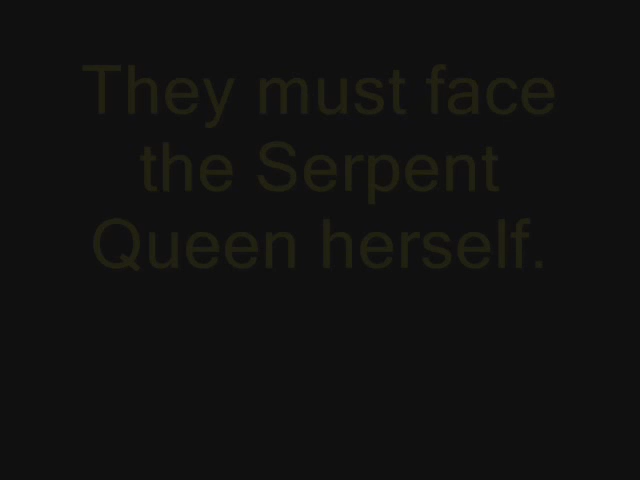 They must face
the Serpent
Queen herself.